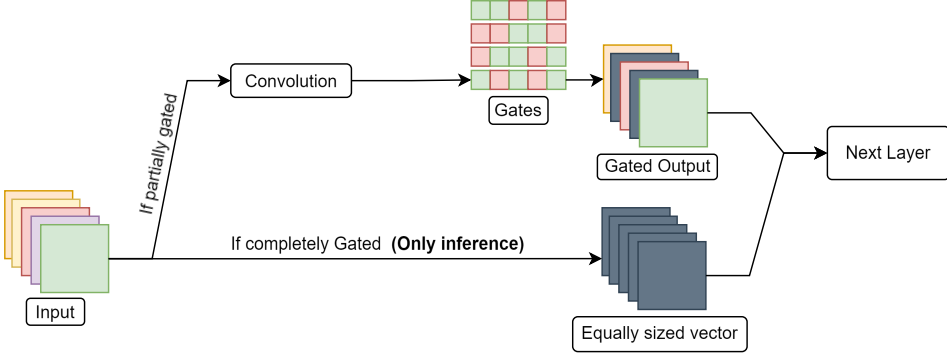 Convolution
Gates
If partially gated
Gated Output
Next Layer
If completely Gated (Only inference)
Input
Equally sized vector